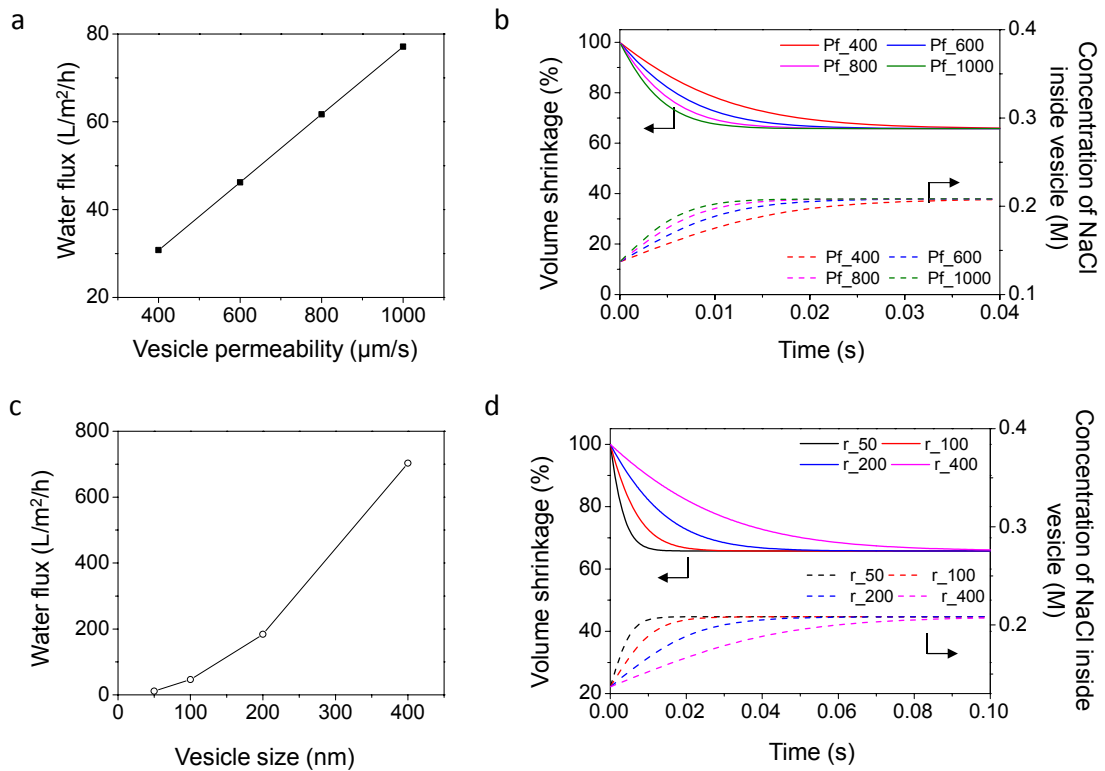 a
Water flux (L/m²/h)
80
60
40
20
400 600 800 1000
Vesicle permeability (µm/s)
b
Volume shrinkage (%)
100
80
60
40
20
0
Pf_400 Pf_600
Pf_800 Pf_1000
Pf_400 Pf_600
Pf_800 Pf_1000
0.4
0.3
0.2
0.1
Concentration of NaCl
inside vesicle (M)
0.00 0.01 0.02 0.03 0.04
Time (s)
c
Water flux (L/m²/h)
800
600
400
200
0
0 100 200 300 400
Vesicle size (nm)
d
Volume shrinkage (%)
100
80
60
40
20
r_50 r_100
r_200 r_400
r_50 r_100
r_200 r_400
0.4
0.3
0.2
Concentration of NaCl inside
vesicle (M)
0.00 0.02 0.04 0.06 0.08 0.10
Time (s)